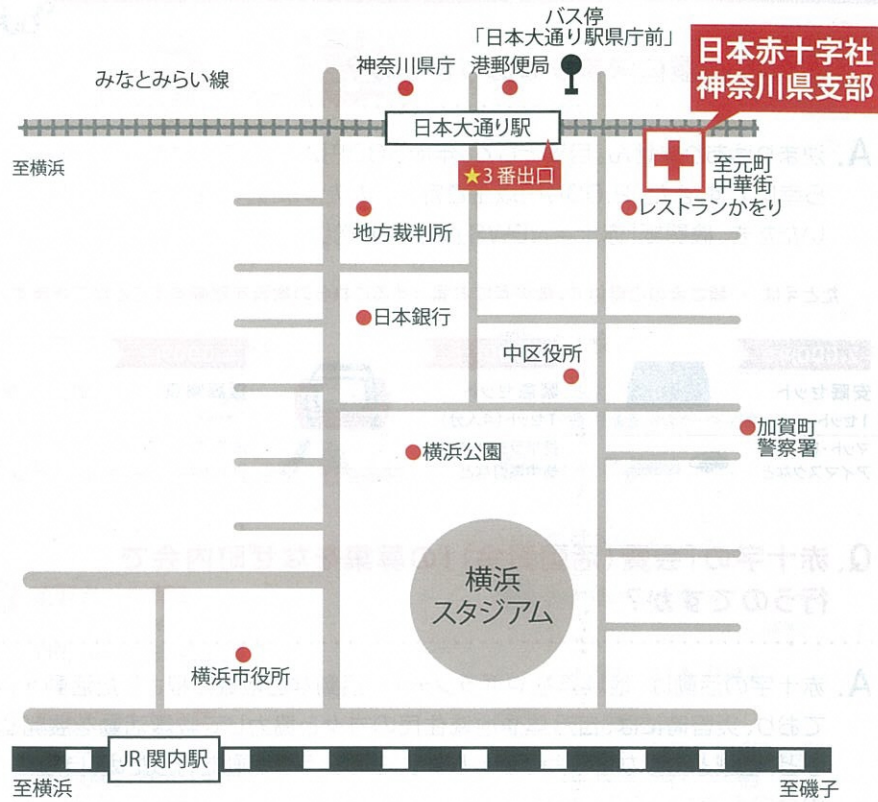 バス停
「日本大通り駅県庁前」
日本赤十字社
神奈川県支部
みなとみらい線
神奈川県庁
港郵便局
日本大通り駅
至横浜
★3番出口
至元町
中華街
レストランかをり
地方裁判所
日本銀行
中区役所
加賀町
警察署
横浜公園
横浜
スタジアム
横浜市役所
JR関内駅
至横浜
至磯子